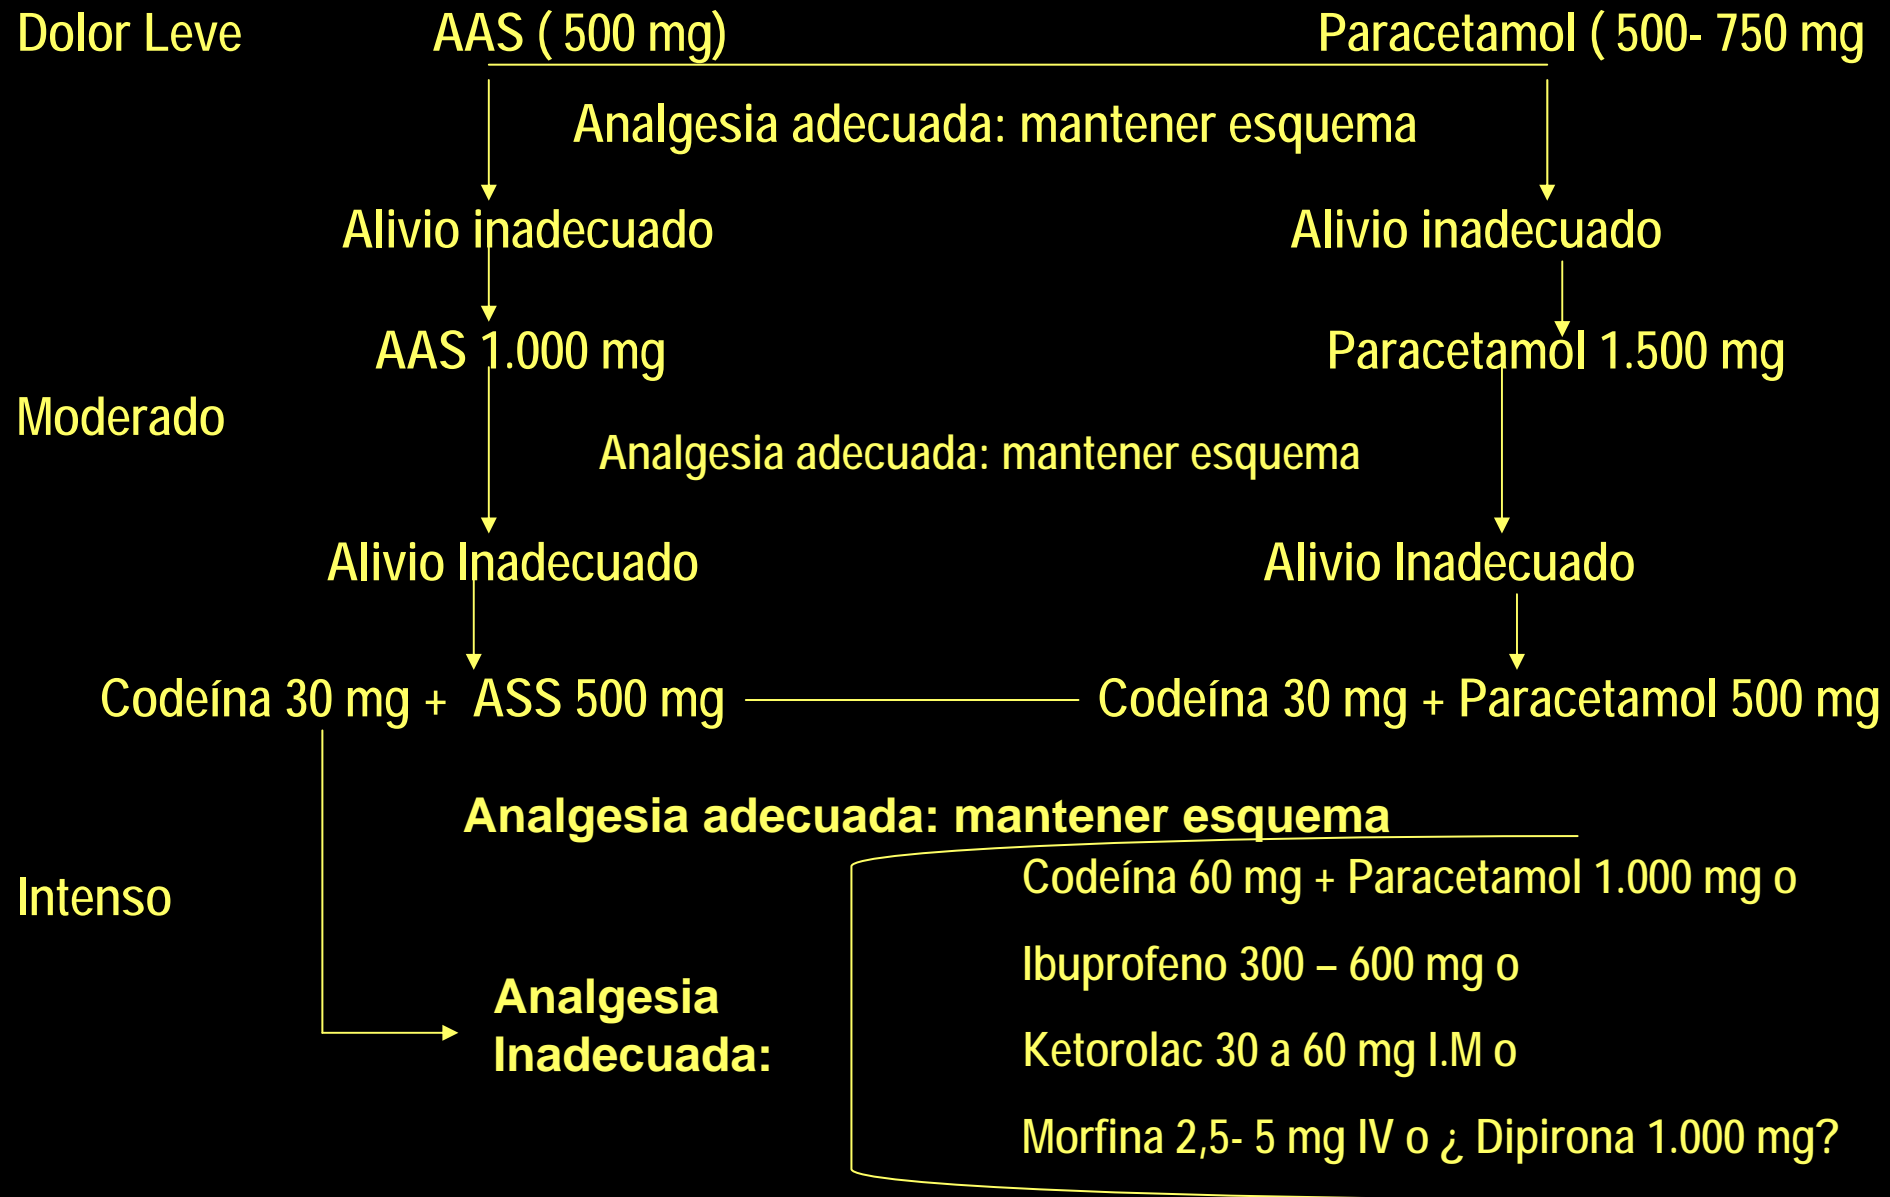 Dolor Leve AAS ( 500 mg) Paracetamol ( 500- 750 mg
Analgesia adecuada: mantener esquema
Alivio inadecuado Alivio inadecuado
AAS 1.000 mg Paracetamol 1.500 mg
Moderado
Analgesia adecuada: mantener esquema
Alivio Inadecuado Alivio Inadecuado
Codeína 30 mg + ASS 500 mg Codeína 30 mg + Paracetamol 500 mg
Analgesia adecuada: mantener esquema
Intenso
Codeína 60 mg + Paracetamol 1.000 mg o
Ibuprofeno 300 – 600 mg o
Analgesia
Inadecuada:
Ketorolac 30 a 60 mg I.M o
Morfina 2,5- 5 mg IV o ¿ Dipirona 1.000 mg?